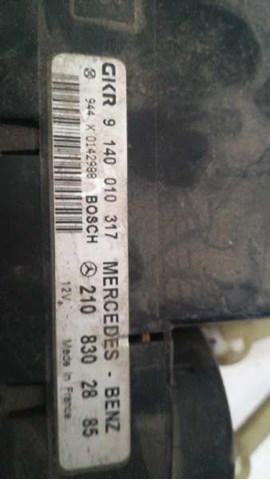 GKR 9 140 010 317 MERCEDES - BENZ
944 X 0142988 BOSCH 210 830 28 85
12V Made in France